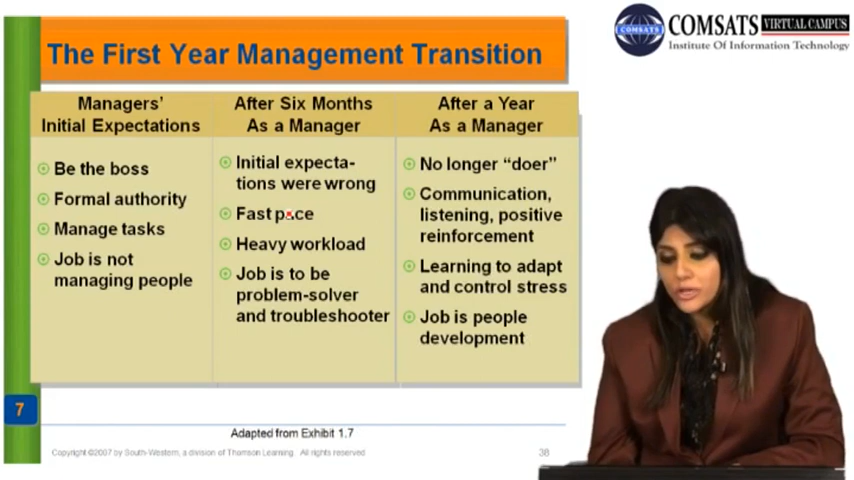 The First Year Management Transition
COMSATS VIRTUAL CAMPUS
Institute Of Information Technology
COMSATS
Managers'
Initial Expectations
Be the boss
Formal authority
Manage tasks
Job is not
managing people
After Six Months
As a Manager
Initial expecta-
tions were wrong
Fast pace
Heavy workload
Job is to be
problem-solver
and troubleshooter
After a Year
As a Manager
No longer “doer”
Communication,
listening, positive
reinforcement
Learning to adapt
and control stress
Job is people
development
7
Adapted from Exhibit 1.7
Copyright ©2007 by South-Western, a division of Thomson Learning. All rights reserved
38